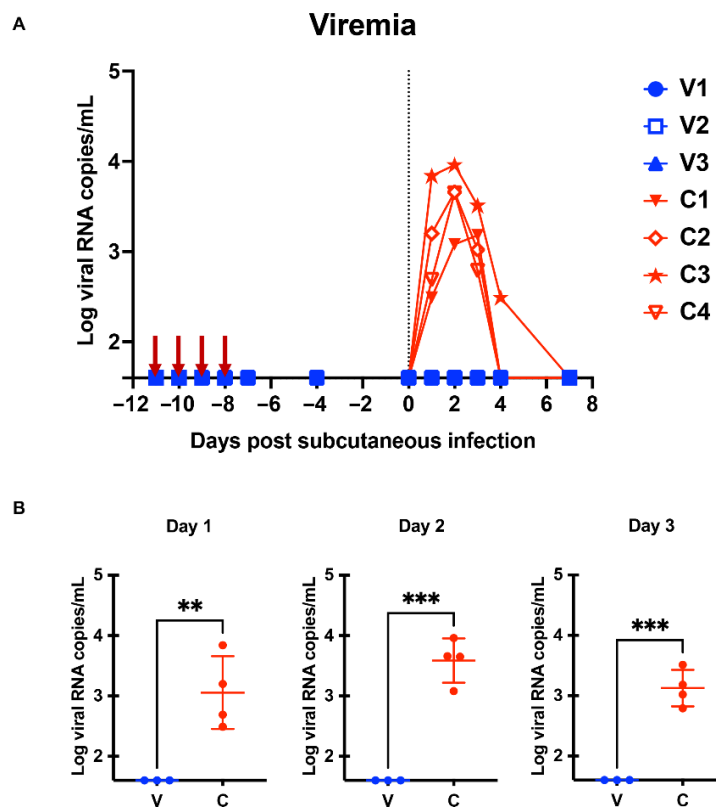 A
Viremia
Log viral RNA copies/mL
5
4
3
2
−12 −10 −8 −6 −4 −2 0 2 4 6 8
Days post subcutaneous infection
V1
V2
V3
C1
C2
C3
C4
B
Day 1
Log viral RNA copies/mL
5
4
3
2
**
V C
Day 2
Log viral RNA copies/mL
5
4
3
2
***
V C
Day 3
Log viral RNA copies/mL
5
4
3
2
***
V C